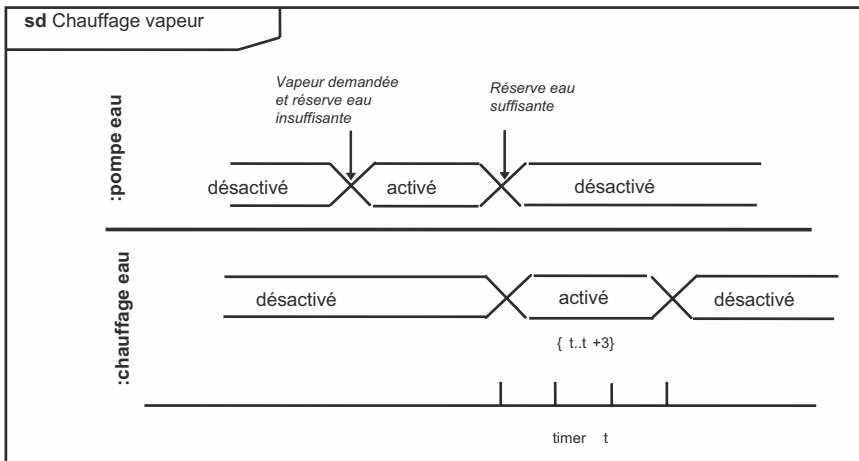 sd Chauffage vapeur
Vapeur demandée
et réserve eau
insuffisante
Réserve eau
suffisante
:pompe eau
désactivé
activé
désactivé
:chauffage eau
désactivé
activé
désactivé
{ t..t +3}
timer t